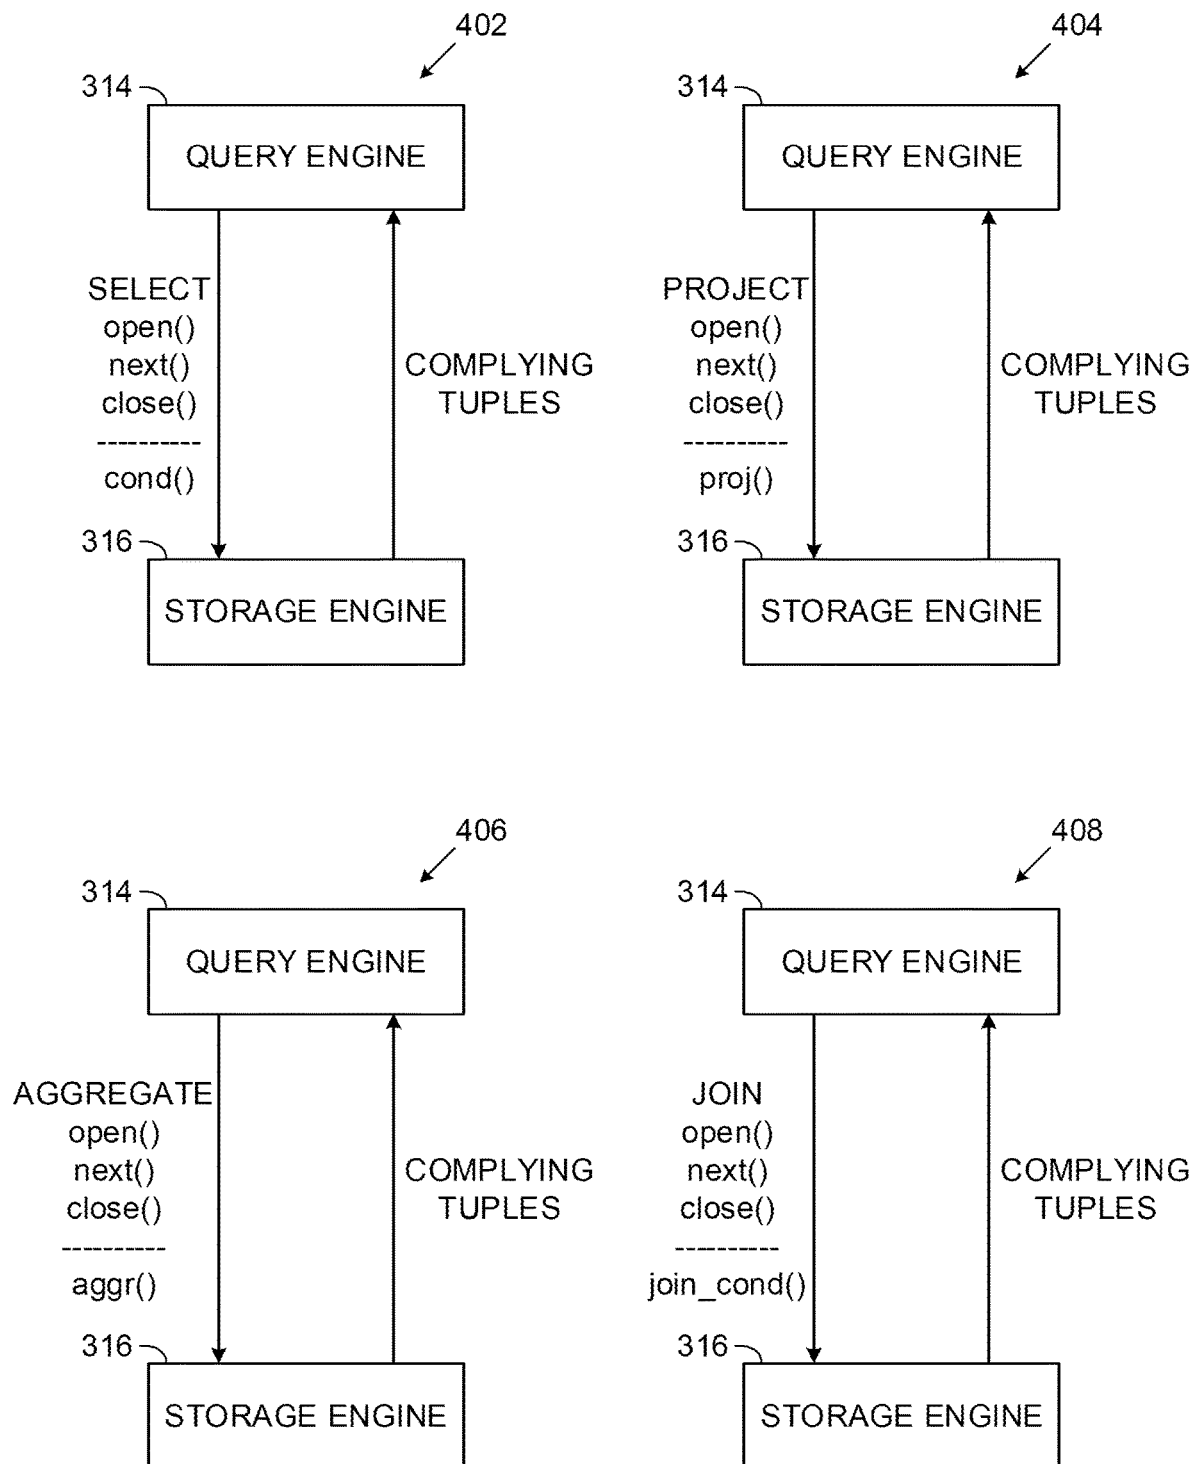 402
314
QUERY ENGINE
SELECT
open()
next()
close()
----------
cond()
COMPLYING
TUPLES
316
STORAGE ENGINE
404
314
QUERY ENGINE
PROJECT
open()
next()
close()
----------
proj()
COMPLYING
TUPLES
316
STORAGE ENGINE
406
314
QUERY ENGINE
AGGREGATE
open()
next()
close()
----------
aggr()
COMPLYING
TUPLES
316
STORAGE ENGINE
408
314
QUERY ENGINE
JOIN
open()
next()
close()
----------
join_cond()
COMPLYING
TUPLES
316
STORAGE ENGINE